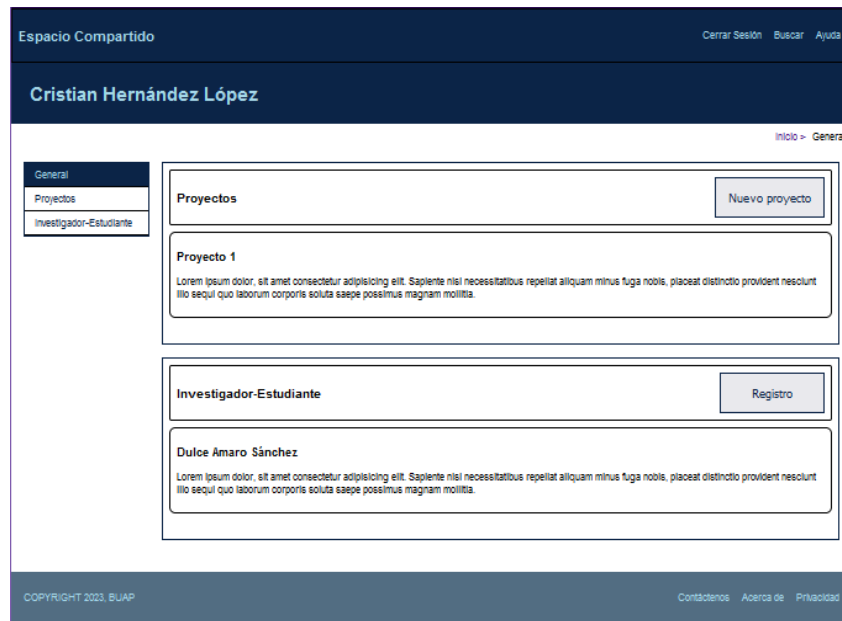 Espacio Compartido
Cerrar Sesión Buscar Ayuda
Cristian Hernández López
Inicio > Genera
General
Proyectos
Investigador-Estudiante
Proyectos
Nuevo proyecto
Proyecto 1
Lorem ipsum dolor, sit amet consectetur adipisicing elit. Sapiente nisi necessitatibus repellat aliquam minus fuga nobis, placeat distinctio provident nesciunt
illo sequi quo laborum corporis soluta saepe possimus magnam mollitia.
Investigador-Estudiante
Registro
Dulce Amaro Sánchez
Lorem ipsum dolor, sit amet consectetur adipisicing elit. Sapiente nisi necessitatibus repellat aliquam minus fuga nobis, placeat distinctio provident nesciunt
illo sequi quo laborum corporis soluta saepe possimus magnam mollitia.
COPYRIGHT 2023, BUAP
Contáctenos Acerca de Privacidad